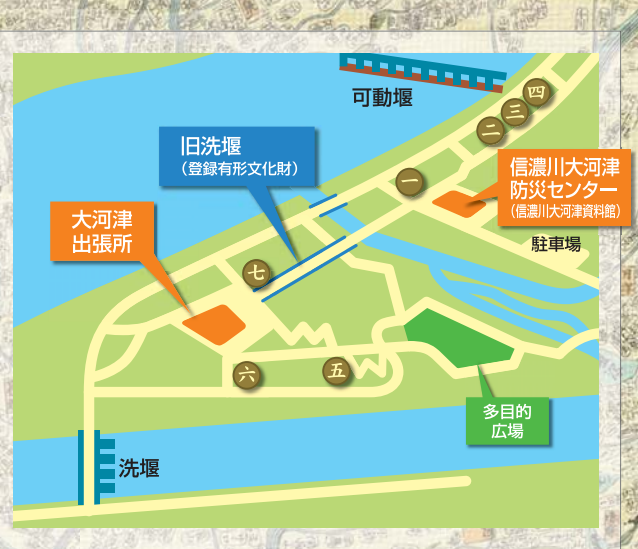 可動堰
四
三
二
一
旧洗堰
（登録有形文化財）
信濃川大河津
防災センター
（信濃川大河津資料館）
大河津
出張所
駐車場
七
六
五
多目的
広場
洗堰